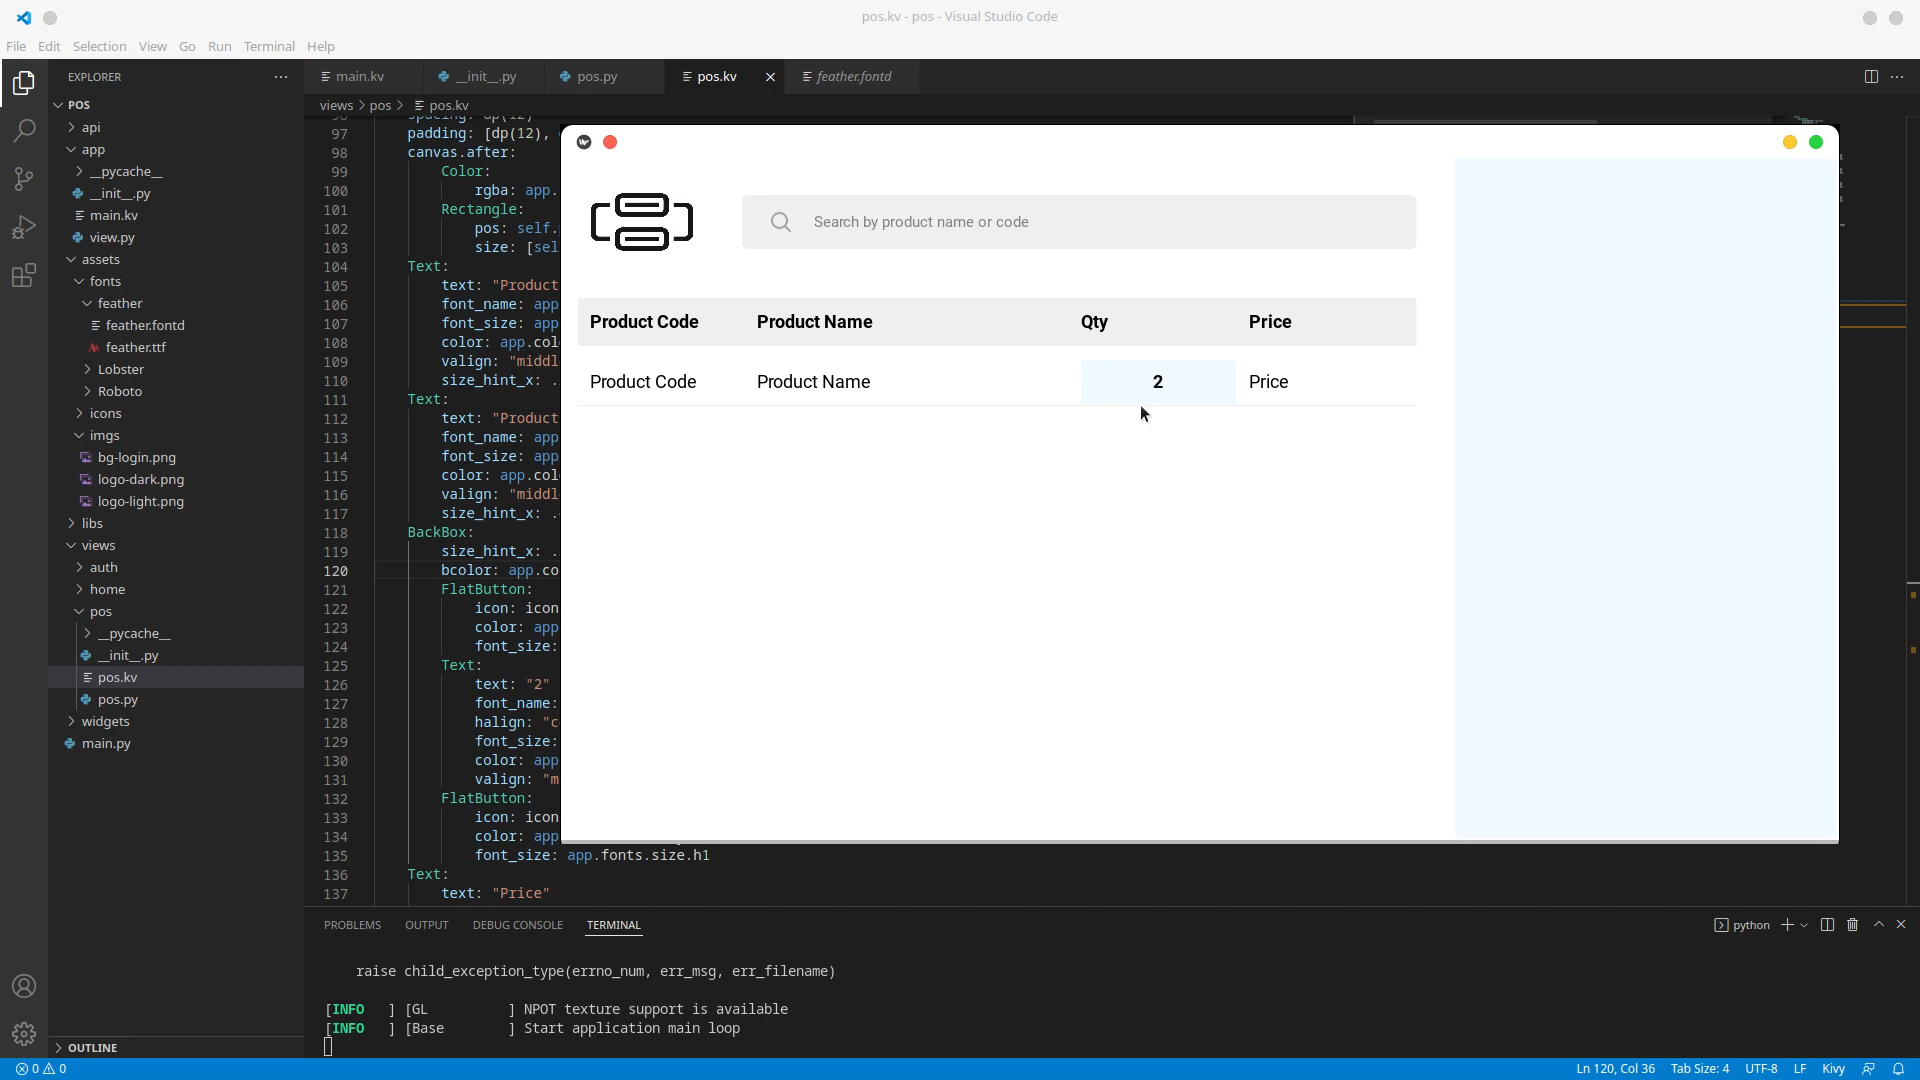 pos.kv - pos - Visual Studio Code
File Edit Selection View Go Run Terminal Help
EXPLORER
POS
api
app
__pycache__
__init__.py
main.kv
view.py
assets
fonts
feather
feather.fontd
feather.ttf
Lobster
Roboto
icons
imgs
bg-login.png
logo-dark.png
logo-light.png
libs
views
auth
home
pos
__pycache__
__init__.py
pos.kv
pos.py
widgets
main.py
OUTLINE
main.kv __init__.py pos.py pos.kv feather.fontd
views > pos > pos.kv
96 spacing: dp(12)
97 padding: [dp(12),
98 canvas.after:
99 Color:
100 rgba: app.
101 Rectangle:
102 pos: self.
103 size: [sel
104 Text:
105 text: "Product
106 font_name: app
107 font_size: app
108 color: app.col
109 valign: "middl
110 size_hint_x: .
111 Text:
112 text: "Product
113 font_name: app
114 font_size: app
115 color: app.col
116 valign: "middl
117 size_hint_x: .
118 BackBox:
119 size_hint_x: .
120 bcolor: app.co
121 FlatButton:
122 icon: icon
123 color: app
124 font_size:
125 Text:
126 text: "2"
127 font_name:
128 halign: "c
129 font_size:
130 color: app
131 valign: "m
132 FlatButton:
133 icon: icon
134 color: app
135 font_size: app.fonts.size.h1
136 Text:
137 text: "Price"
Search by product name or code
Product Code Product Name Qty Price
Product Code Product Name 2 Price
PROBLEMS OUTPUT DEBUG CONSOLE TERMINAL
python
raise child_exception_type(errno_num, err_msg, err_filename)
[INFO ] [GL ] NPOT texture support is available
[INFO ] [Base ] Start application main loop
0 0
Ln 120, Col 36 Tab Size: 4 UTF-8 LF Kivy